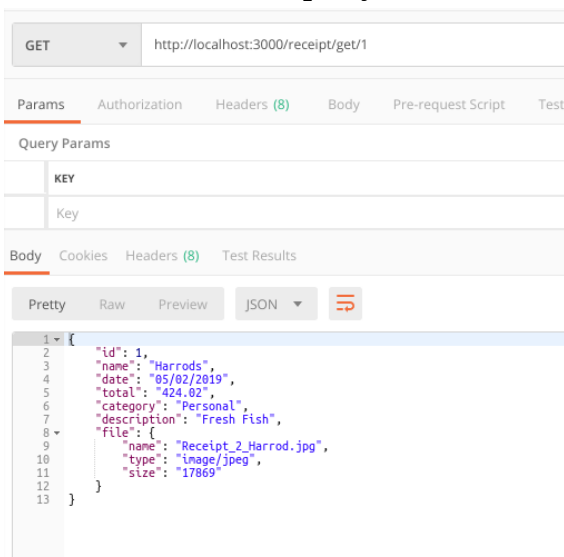 GET http://localhost:3000/receipt/get/1
Params Authorization Headers (8) Body Pre-request Script Test
Query Params
KEY
Key
Body Cookies Headers (8) Test Results
Pretty Raw Preview JSON
1 {
2 "id": 1,
3 "name": "Harrods",
4 "date": "05/02/2019",
5 "total": "424.02",
6 "category": "Personal",
7 "description": "Fresh Fish",
8 "file": {
9 "name": "Receipt_2_Harrod.jpg",
10 "type": "image/jpeg",
11 "size": "17869"
12 }
13 }